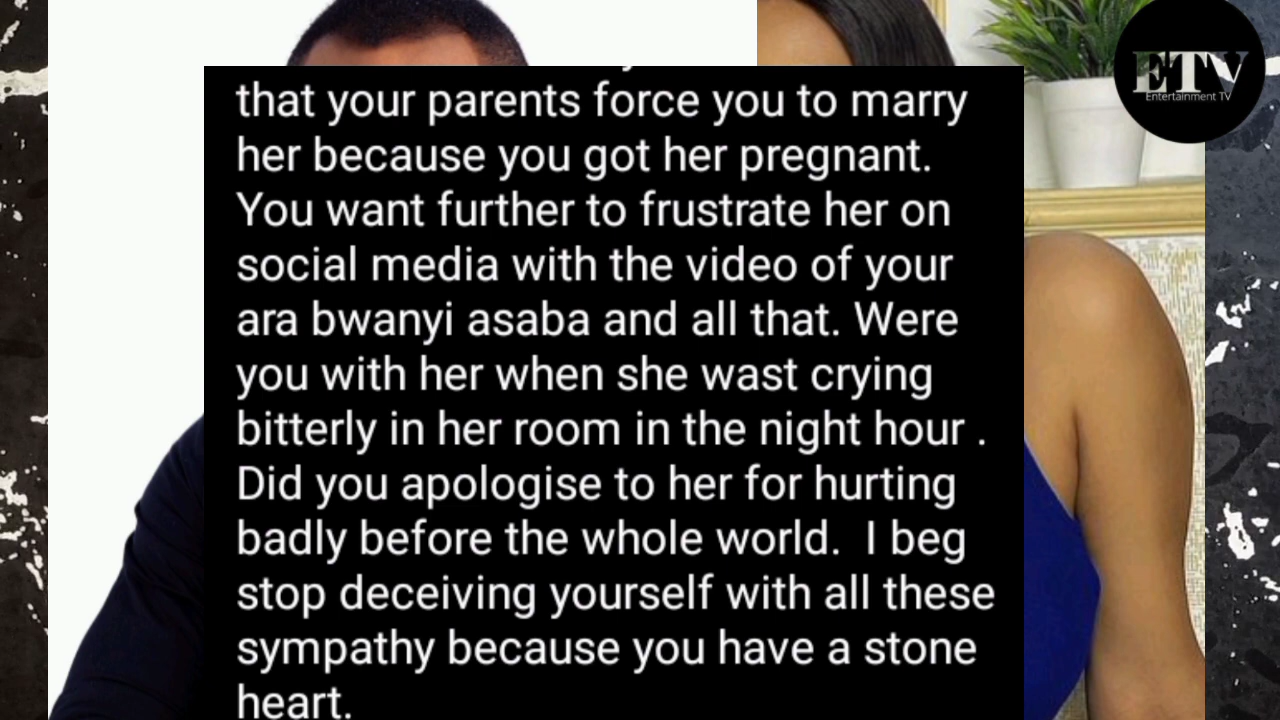 ETV
Entertainment TV
that your parents force you to marry
her because you got her pregnant.
You want further to frustrate her on
social media with the video of your
ara bwanyi asaba and all that. Were
you with her when she wast crying
bitterly in her room in the night hour .
Did you apologise to her for hurting
badly before the whole world.  I beg
stop deceiving yourself with all these
sympathy because you have a stone
heart.